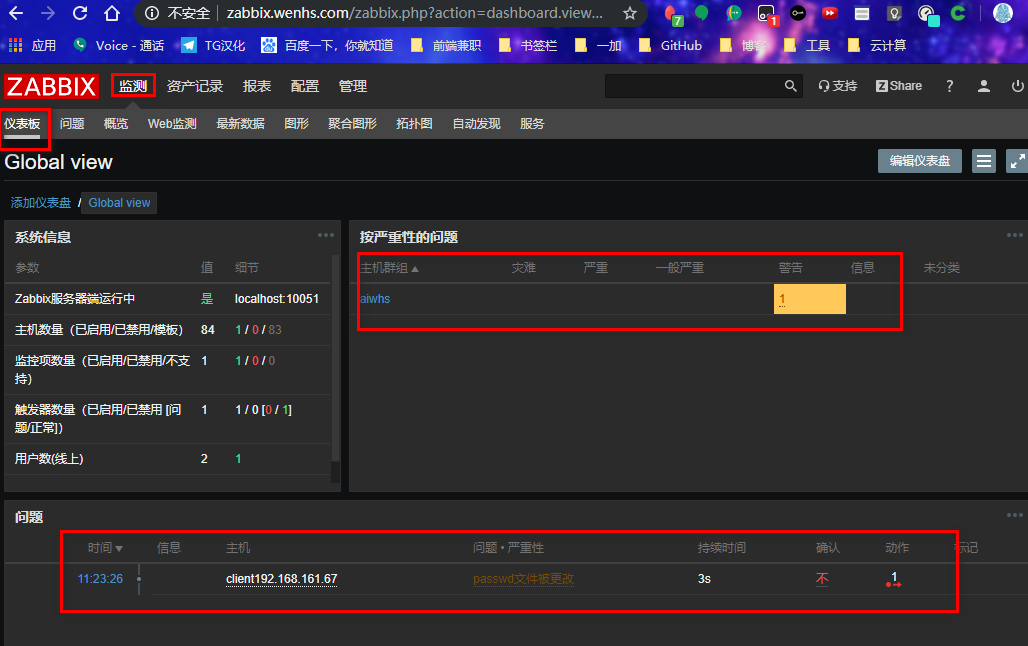 不安全 zabbix.wenhs.com/zabbix.php?action=dashboard.view...
7 1
应用 Voice - 通话 TG汉化 百度一下，你就知道 前端兼职 书签栏 一加 GitHub 博客 工具 云计算
ZABBIX 监测 资产记录 报表 配置 管理 支持 Z Share ?
仪表板 问题 概览 Web监测 最新数据 图形 聚合图形 拓扑图 自动发现 服务
Global view 编辑仪表盘
添加仪表盘 / Global view
系统信息
参数 值 细节
Zabbix服务器端运行中 是 localhost:10051
主机数量（已启用/已禁用/模板） 84 1 / 0 / 83
监控项数量（已启用/已禁用/不支持） 1 1 / 0 / 0
触发器数量（已启用/已禁用 [问题/正常]） 1 1 / 0 [0 / 1]
用户数(线上) 2 1
按严重性的问题
主机群组 灾难 严重 一般严重 警告 信息 未分类
aiwhs 1
问题
时间 信息 主机 问题 • 严重性 持续时间 确认 动作 标记
11:23:26 client192.168.161.67 passwd文件被更改 3s 不 1